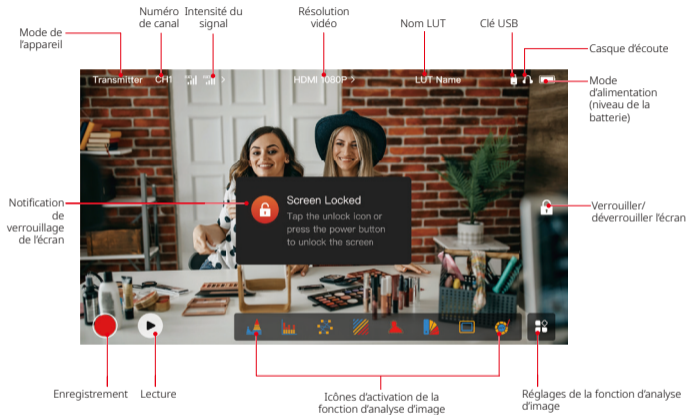 Mode de
l'appareil
Numéro
de canal
Intensité du
signal
Résolution
vidéo
Nom LUT
Clé USB
Casque d'écoute
Mode
d'alimentation
(niveau de la
batterie)
Transmitter CH1 HDMI 1080P > LUT Name
Notification
de
verrouillage
de l'écran
Screen Locked
Tap the unlock icon or
press the power button
to unlock the screen
Verrouiller/
déverrouiller l'écran
Enregistrement
Lecture
Icônes d'activation de la
fonction d'analyse d'image
Réglages de la fonction d'analyse
d'image